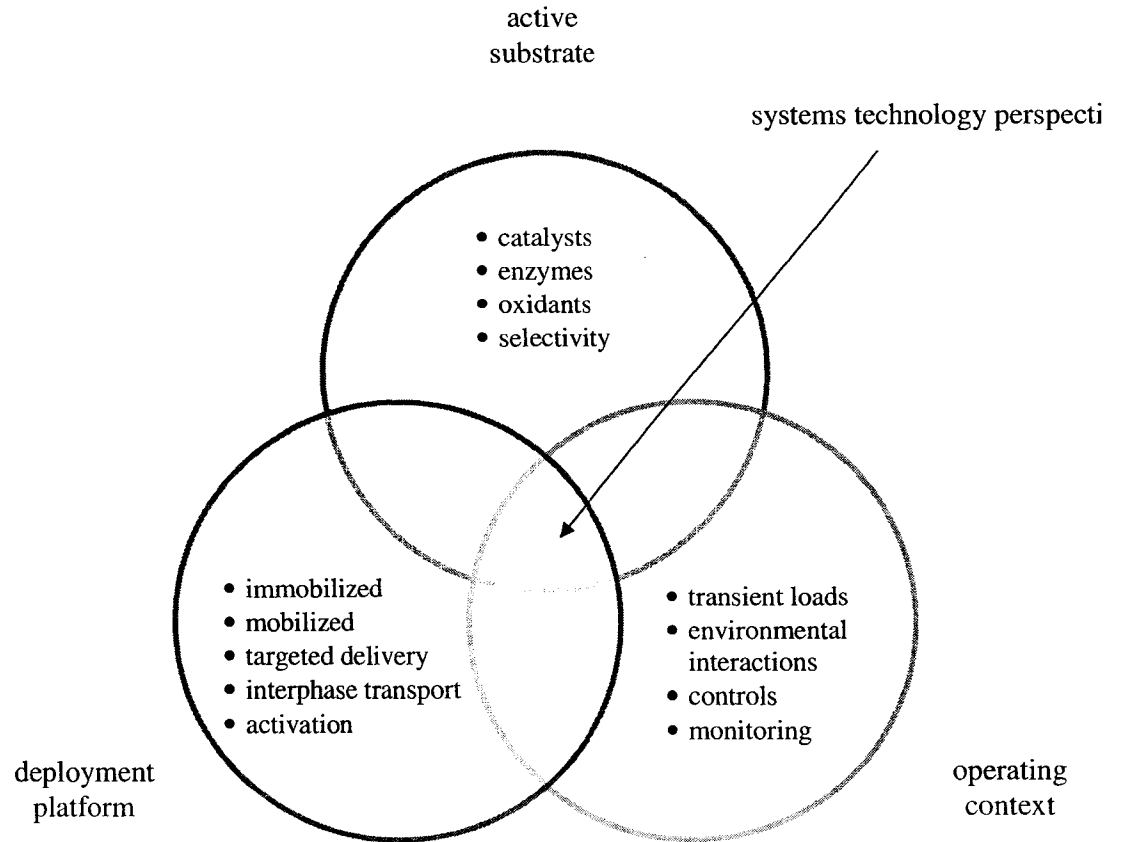 active
substrate
systems technology perspecti
• catalysts
• enzymes
• oxidants
• selectivity
• immobilized
• mobilized
• targeted delivery
• interphase transport
• activation
• transient loads
• environmental
interactions
• controls
• monitoring
deployment
platform
operating
context